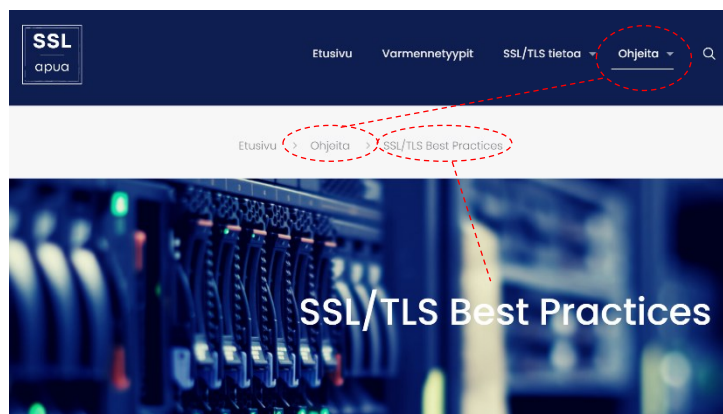 SSL
apua
Etusivu Varmennetyypit SSL/TLS tietoa Ohjeita
Etusivu > Ohjeita > SSL/TLS Best Practices
SSL/TLS Best Practices